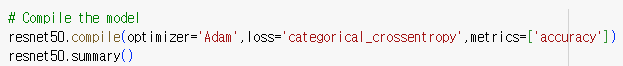 # Compile the model
resnet50.compile(optimizer='Adam',loss='categorical_crossentropy',metrics=['accuracy'])
resnet50.summary()